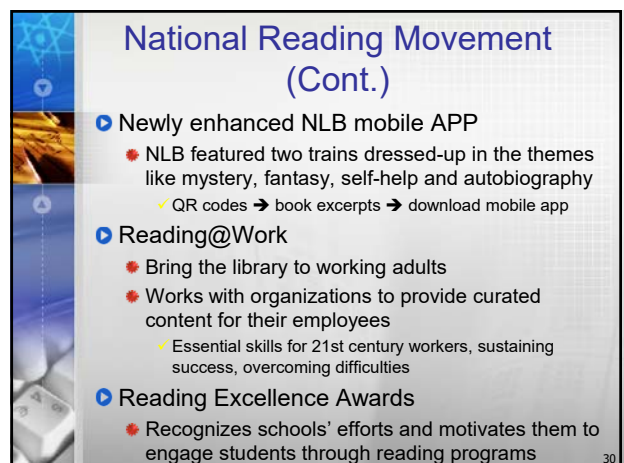 National Reading Movement
(Cont.)
Newly enhanced NLB mobile APP
NLB featured two trains dressed-up in the themes
like mystery, fantasy, self-help and autobiography
✓QR codes ➔ book excerpts ➔ download mobile app
Reading@Work
Bring the library to working adults
Works with organizations to provide curated
content for their employees
✓Essential skills for 21st century workers, sustaining
success, overcoming difficulties
Reading Excellence Awards
Recognizes schools' efforts and motivates them to
engage students through reading programs
30